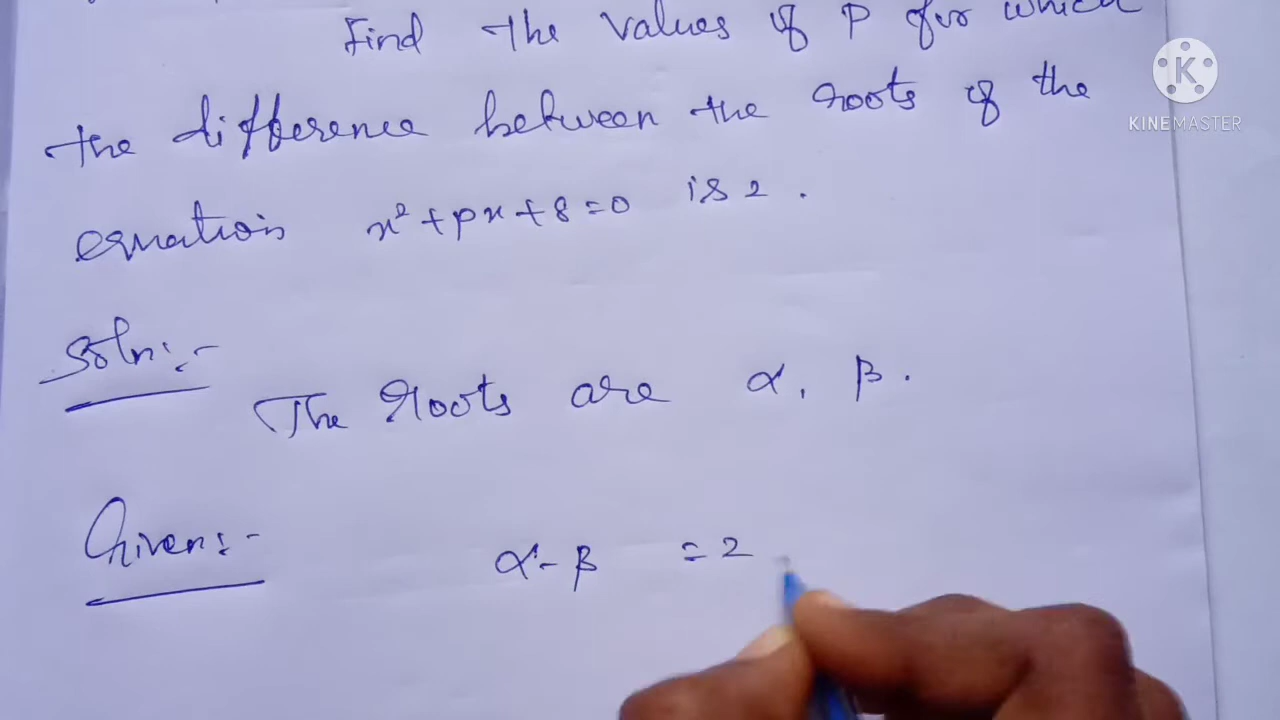 Find the values of P for which
the difference between the roots of the
equation x² + px + 8 = 0 is 2 .
Soln:-
The Roots are α, β .
Given:-
α - β = 2
K
KINEMASTER